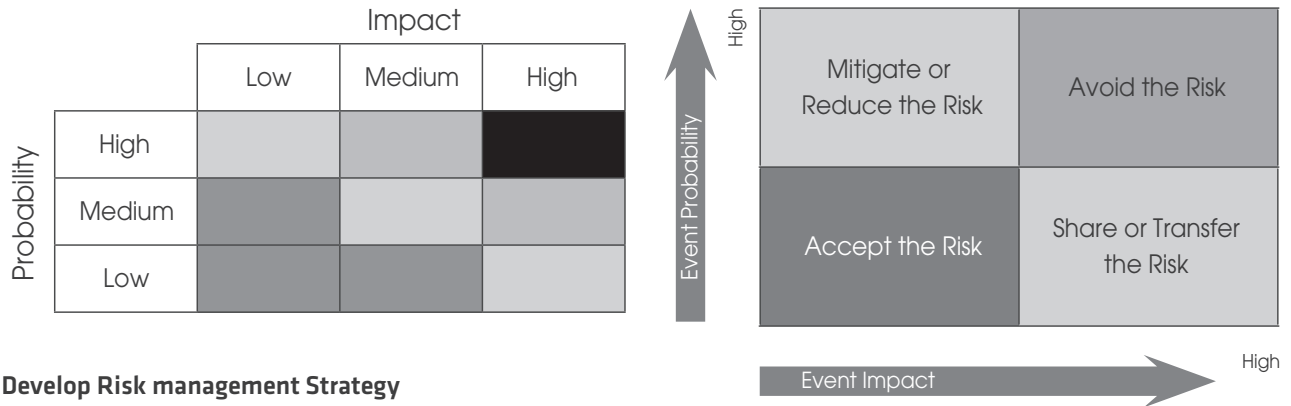 Impact
Low Medium High
Probability
High
Medium
Low
High
Event Probability
Mitigate or
Reduce the Risk
Avoid the Risk
Accept the Risk
Share or Transfer
the Risk
Event Impact
High
Develop Risk management Strategy